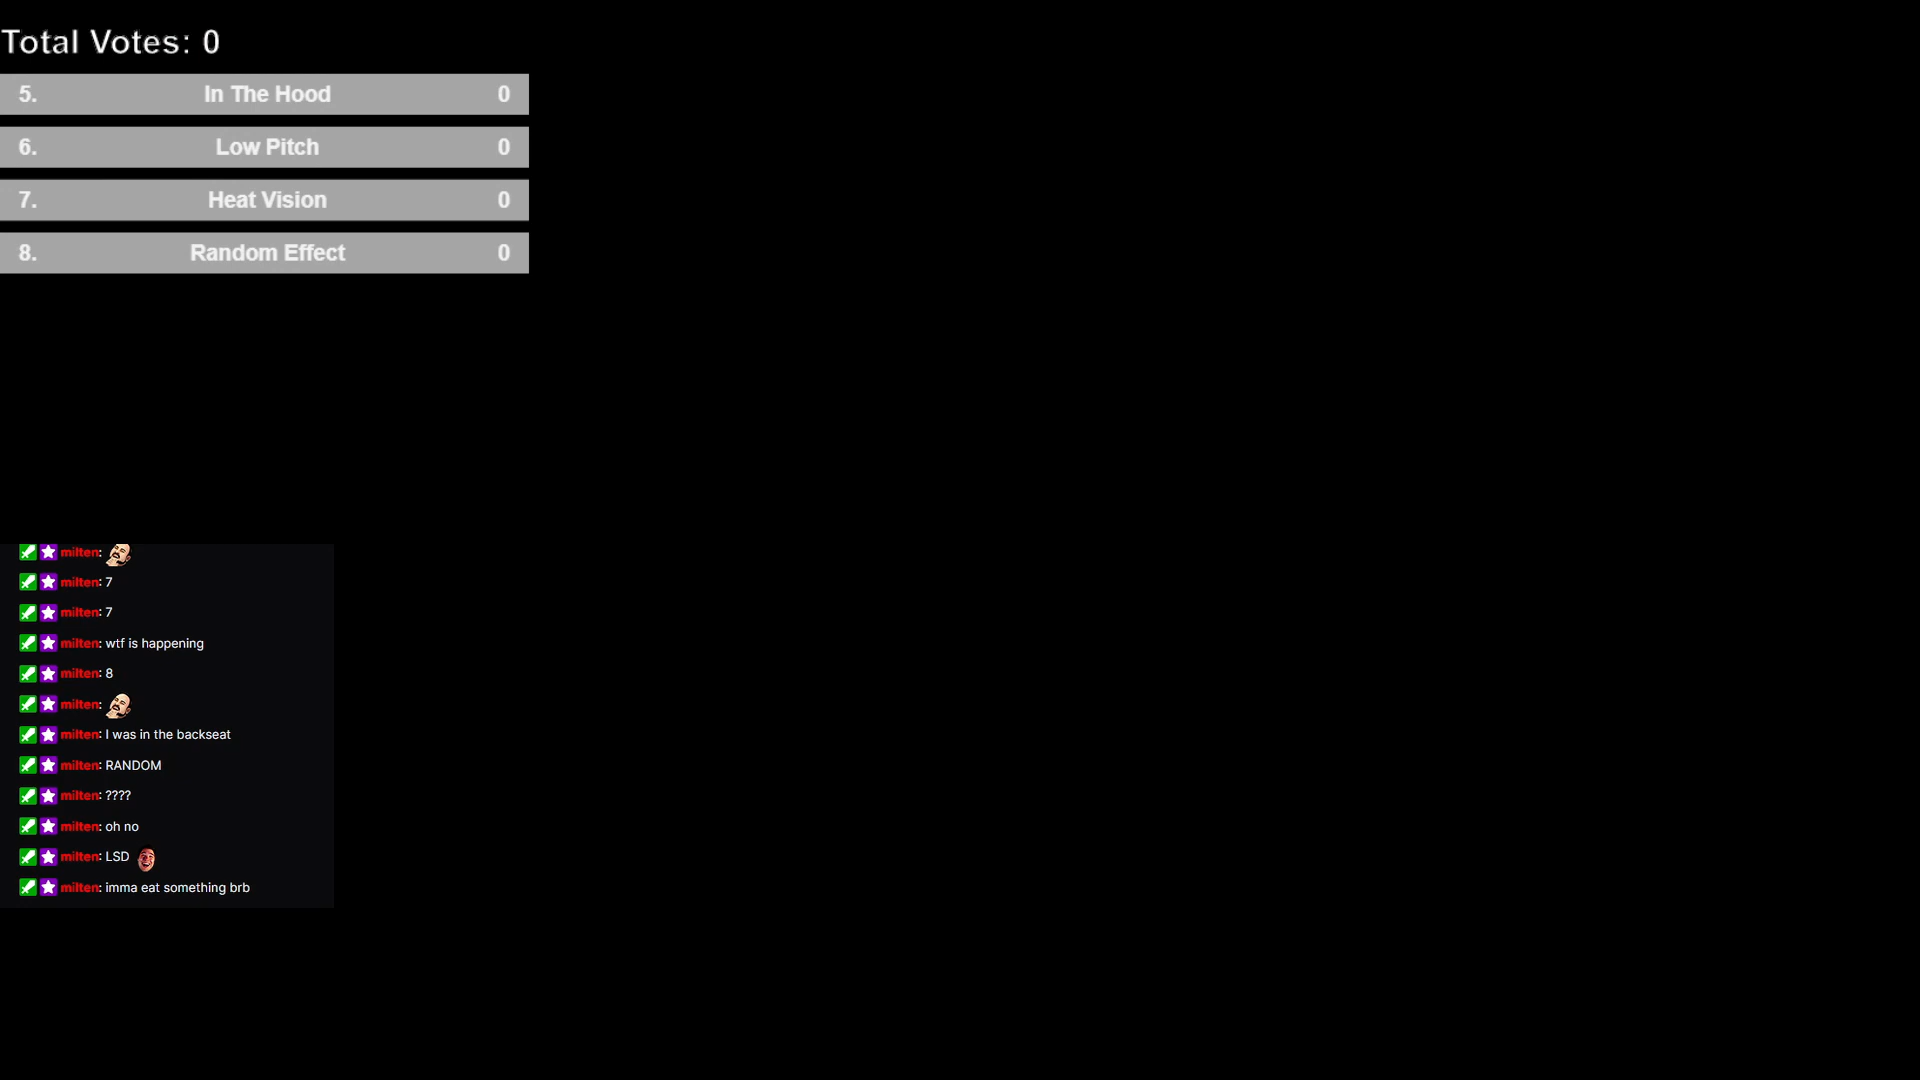 Total Votes: 0
5. In The Hood 0
6. Low Pitch 0
7. Heat Vision 0
8. Random Effect 0
milten:
milten: 7
milten: 7
milten: wtf is happening
milten: 8
milten:
milten: I was in the backseat
milten: RANDOM
milten: ????
milten: oh no
milten: LSD
milten: imma eat something brb